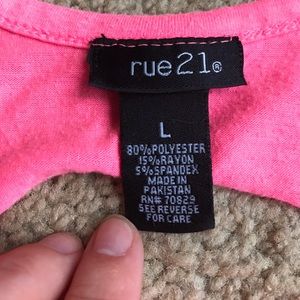 rue21®
L
80%POLYESTER
15%RAYON
5%SPANDEX
MADE IN
PAKISTAN
RN# 70829
SEE REVERSE
FOR CARE